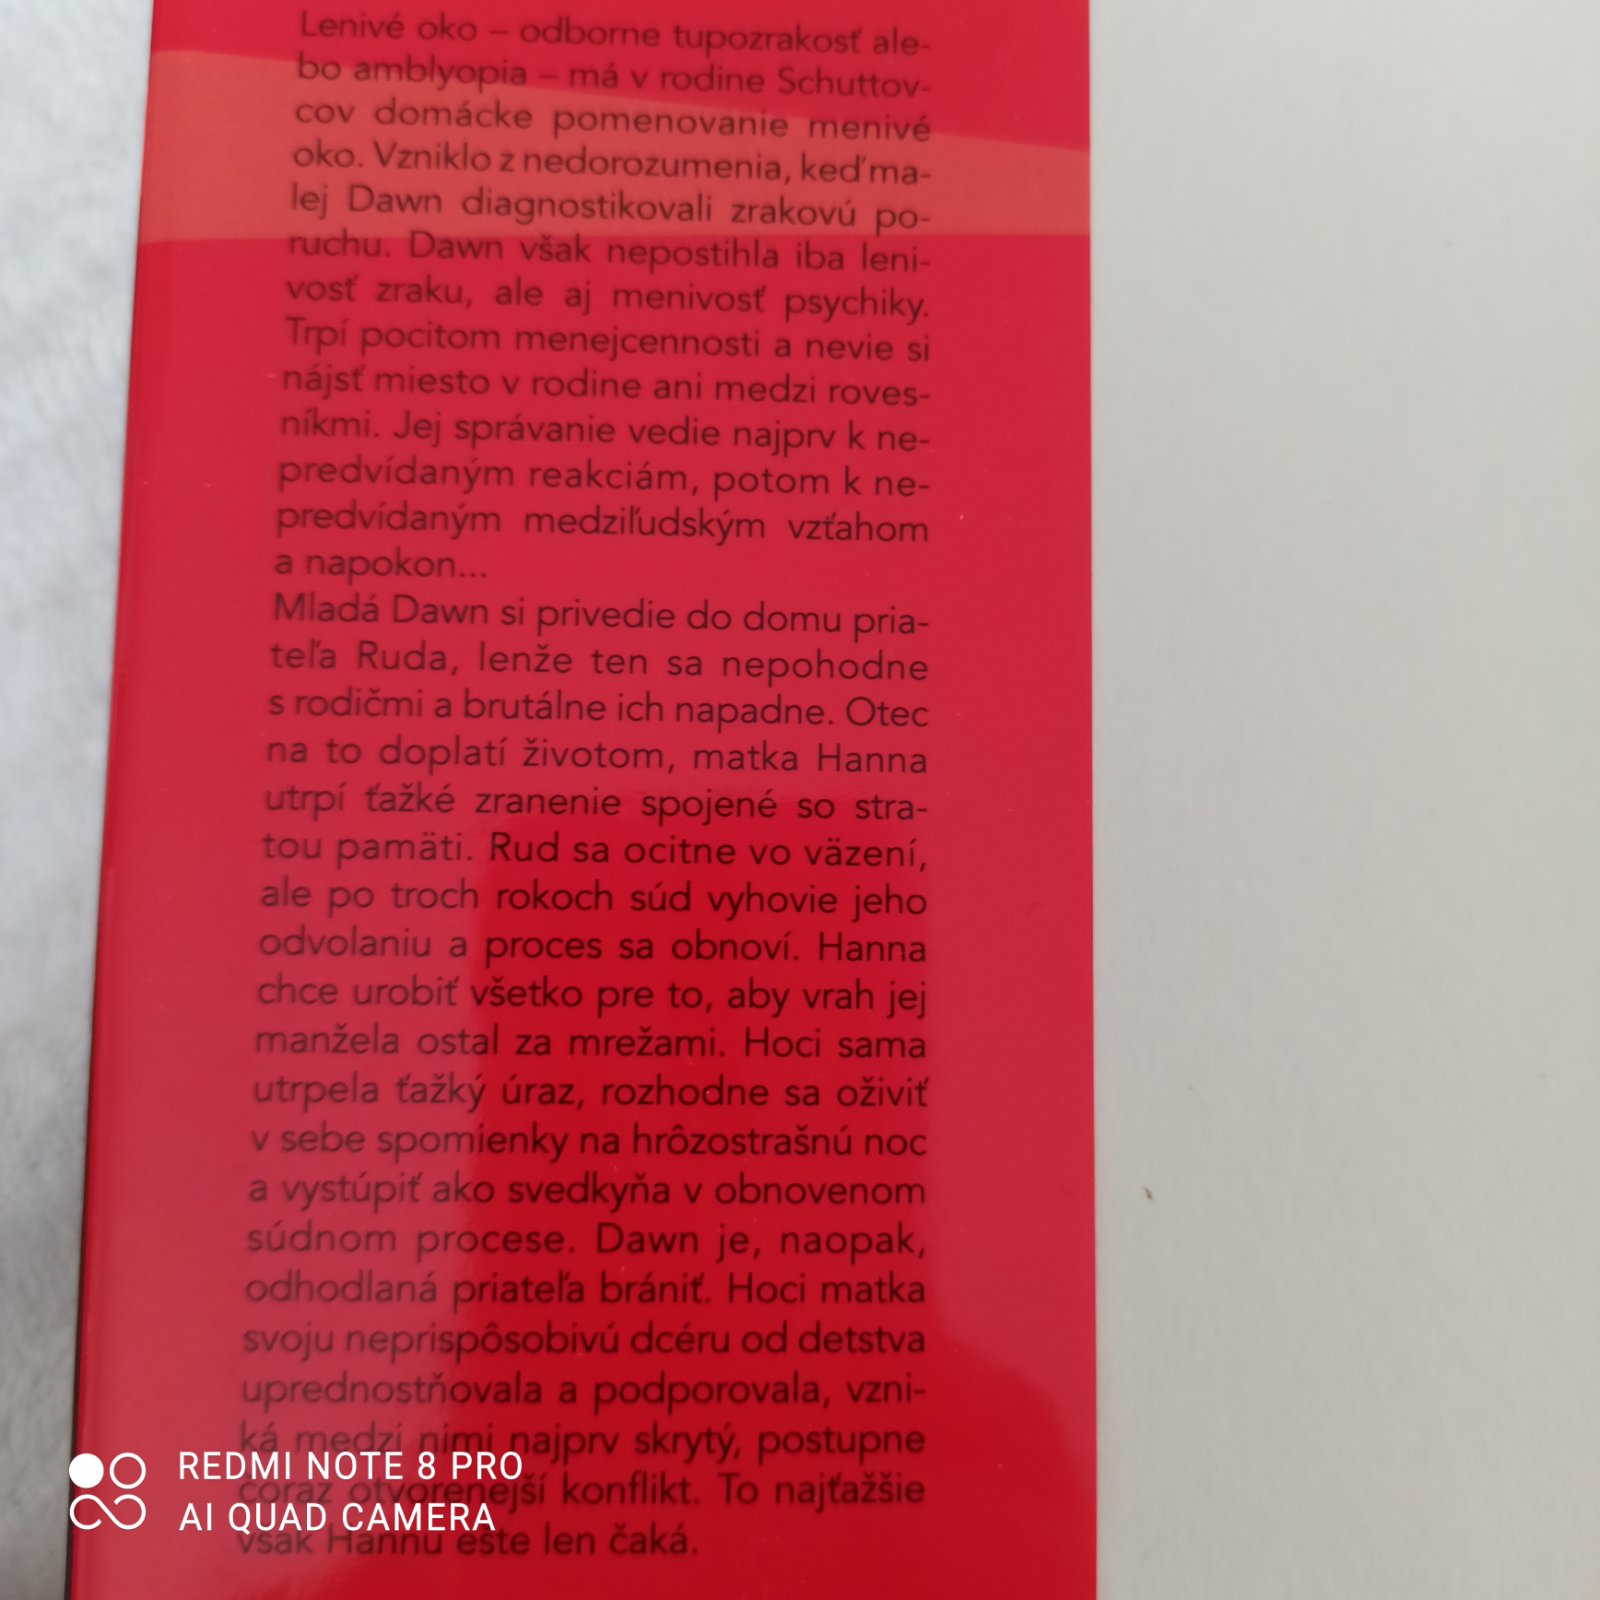 Lenivé oko – odborne tupozrakosť ale-
bo amblyopia – má v rodine Schuttov-
cov domácke pomenovanie menivé
oko. Vzniklo z nedorozumenia, keď ma-
lej Dawn diagnostikovali zrakovú po-
ruchu. Dawn však nepostihla iba leni-
vosť zraku, ale aj menivosť psychiky.
Trpí pocitom menejcennosti a nevie si
nájsť miesto v rodine ani medzi roves-
níkmi. Jej správanie vedie najprv k ne-
predvídaným reakciám, potom k ne-
predvídaným medziľudským vzťahom
a napokon...
Mladá Dawn si privedie do domu pria-
teľa Ruda, lenže ten sa nepohodne
s rodičmi a brutálne ich napadne. Otec
na to doplatí životom, matka Hanna
utrpí ťažké zranenie spojené so stra-
tou pamäti. Rud sa ocitne vo väzení,
ale po troch rokoch súd vyhovie jeho
odvolaniu a proces sa obnoví. Hanna
chce urobiť všetko pre to, aby vrah jej
manžela ostal za mrežami. Hoci sama
utrpela ťažký úraz, rozhodne sa oživiť
v sebe spomienky na hrôzostrašnú noc
a vystúpiť ako svedkyňa v obnovenom
súdnom procese. Dawn je, naopak,
odhodlaná priateľa brániť. Hoci matka
svoju neprispôsobivú dcéru od detstva
uprednostňovala a podporovala, vzni-
ká medzi nimi najprv skrytý, postupne
čoraz otvorenejší konflikt. To najťažšie
však Hannu ešte len čaká.
REDMI NOTE 8 PRO
AI QUAD CAMERA